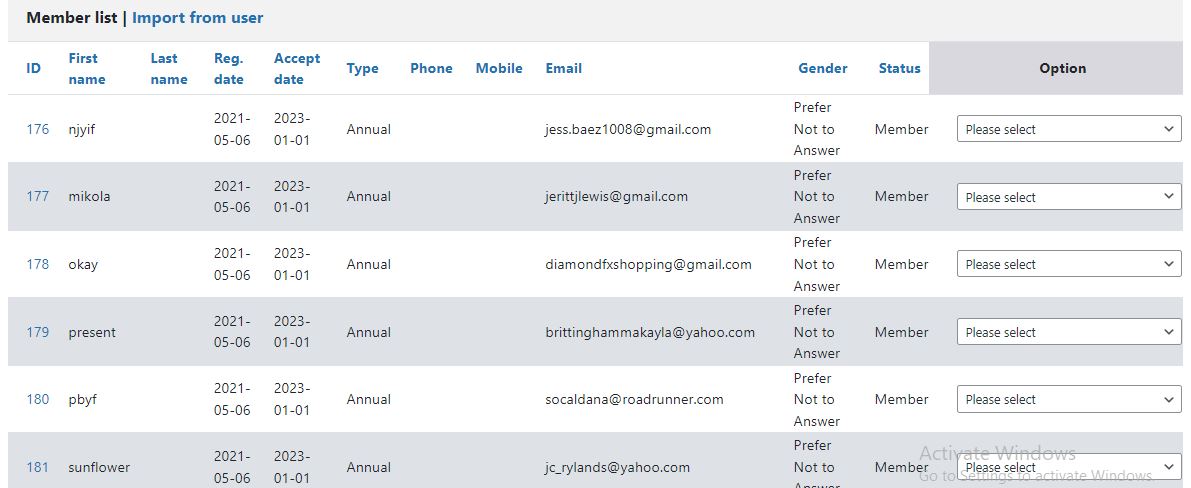 Member list | Import from user
ID First name Last name Reg. date Accept date Type Phone Mobile Email Gender Status Option
176 njyif 2021-05-06 2023-01-01 Annual jess.baez1008@gmail.com Prefer Not to Answer Member Please select
177 mikola 2021-05-06 2023-01-01 Annual jerittjlewis@gmail.com Prefer Not to Answer Member Please select
178 okay 2021-05-06 2023-01-01 Annual diamondfxshopping@gmail.com Prefer Not to Answer Member Please select
179 present 2021-05-06 2023-01-01 Annual brittinghammakayla@yahoo.com Prefer Not to Answer Member Please select
180 pbyf 2021-05-06 2023-01-01 Annual socaldana@roadrunner.com Prefer Not to Answer Member Please select
181 sunflower 2021-05-06 2023-01-01 Annual jc_rylands@yahoo.com Prefer Not to Member Please select
Activate Windows
Go to Settings to activate Windows.